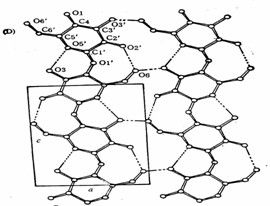 (D)
O6' O1 C4 O3'
C6' C3'
C5' C2' O2'
O5' C1'
O3 O1' O6
c
a